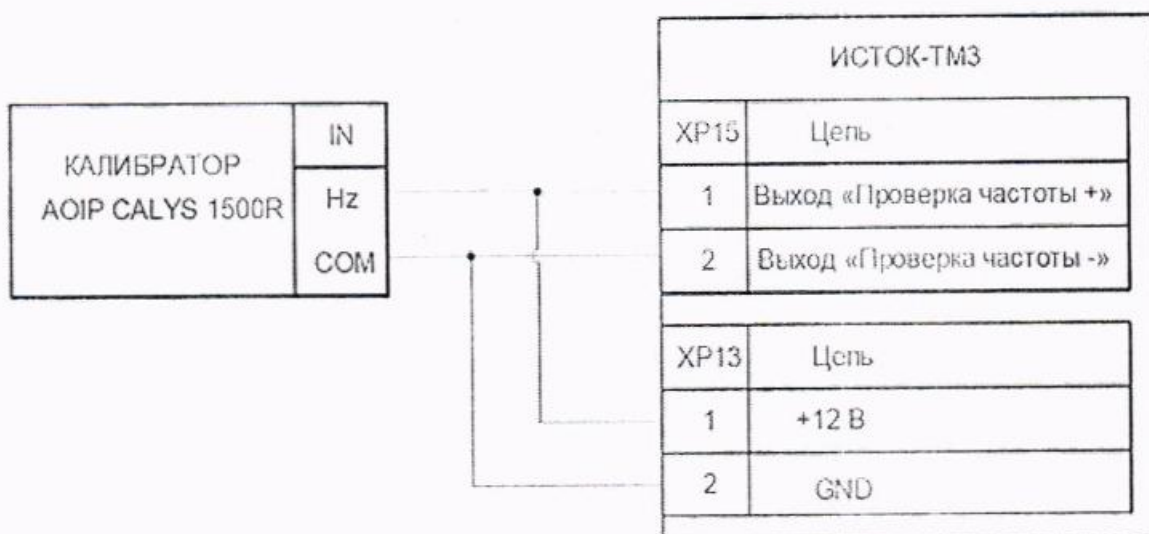 ИСТОК-ТМ3
КАЛИБРАТОР
AOIP CALYS 1500R
IN
Hz
COM
XP15 Цепь
1 Выход «Проверка частоты +»
2 Выход «Проверка частоты -»
XP13 Цепь
1 +12 В
2 GND